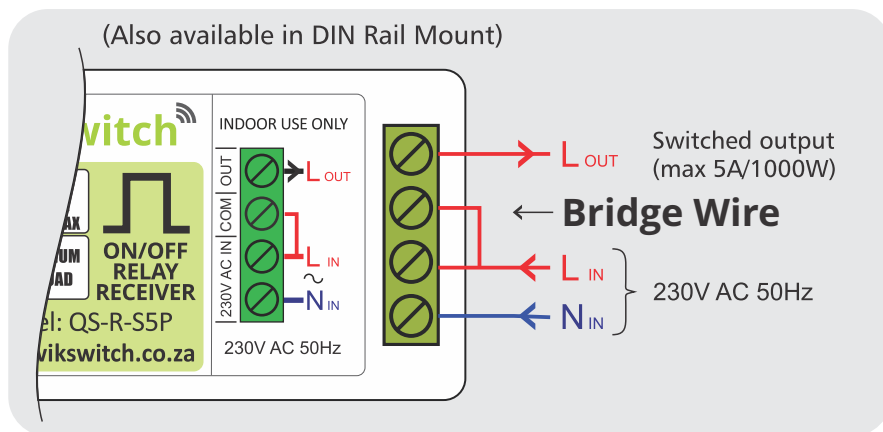 (Also available in DIN Rail Mount)
witch
INDOOR USE ONLY
OUT
COM
230V AC IN
L OUT
L IN
N IN
230V AC 50Hz
AX
UM
OAD
ON/OFF
RELAY
RECEIVER
el: QS-R-S5P
vikswitch.co.za
L OUT
Switched output
(max 5A/1000W)
Bridge Wire
L IN
230V AC 50Hz
N IN